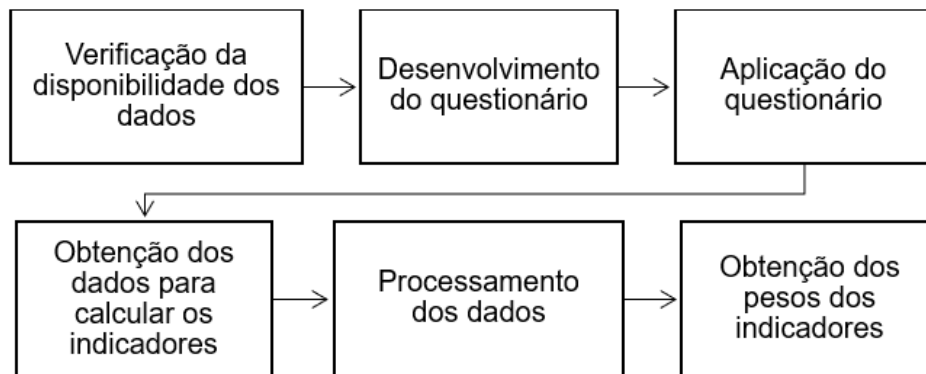 Verificação da
disponibilidade dos
dados
Desenvolvimento
do questionário
Aplicação do
questionário
Obtenção dos
dados para
calcular os
indicadores
Processamento
dos dados
Obtenção dos
pesos dos
indicadores